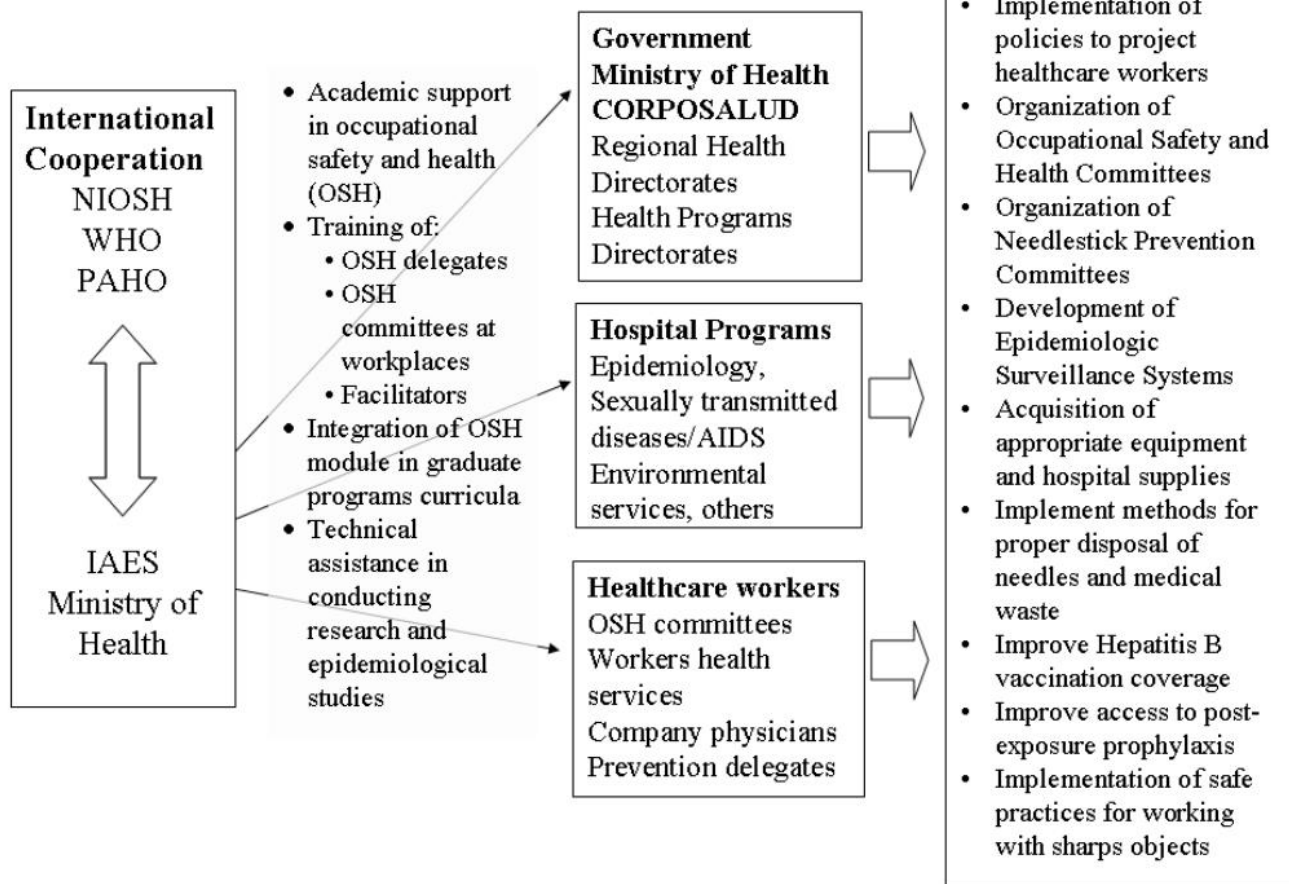 International
Cooperation
NIOSH
WHO
PAHO
IAES
Ministry of
Health
• Academic support
in occupational
safety and health
(OSH)
• Training of:
• OSH delegates
• OSH
committees at
workplaces
• Facilitators
• Integration of OSH
module in graduate
programs curricula
• Technical
assistance in
conducting
research and
epidemiological
studies
Government
Ministry of Health
CORPOSALUD
Regional Health
Directorates
Health Programs
Directorates
Hospital Programs
Epidemiology,
Sexually transmitted
diseases/AIDS
Environmental
services, others
Healthcare workers
OSH committees
Workers health
services
Company physicians
Prevention delegates
• Implementation of
policies to project
healthcare workers
• Organization of
Occupational Safety and
Health Committees
• Organization of
Needlestick Prevention
Committees
• Development of
Epidemiologic
Surveillance Systems
• Acquisition of
appropriate equipment
and hospital supplies
• Implement methods for
proper disposal of
needles and medical
waste
• Improve Hepatitis B
vaccination coverage
• Improve access to post-
exposure prophylaxis
• Implementation of safe
practices for working
with sharps objects